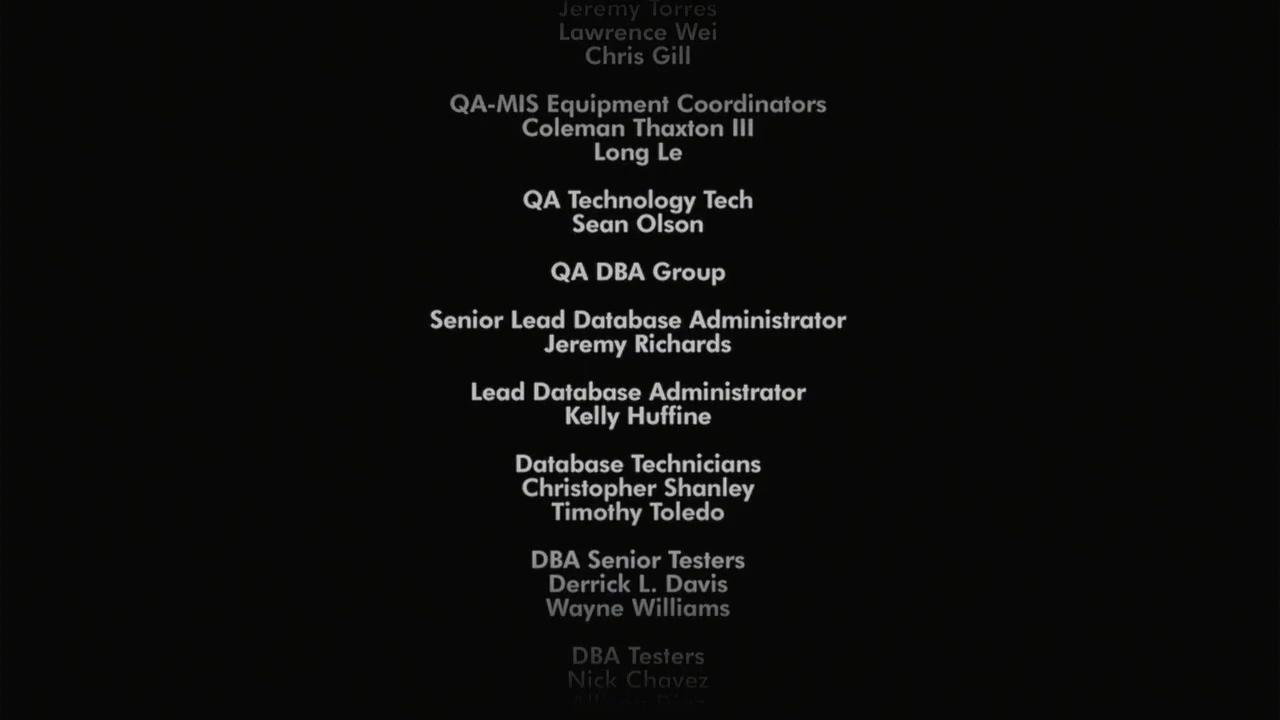 Jeremy Torres
Lawrence Wei
Chris Gill
QA-MIS Equipment Coordinators
Coleman Thaxton III
Long Le
QA Technology Tech
Sean Olson
QA DBA Group
Senior Lead Database Administrator
Jeremy Richards
Lead Database Administrator
Kelly Huffine
Database Technicians
Christopher Shanley
Timothy Toledo
DBA Senior Testers
Derrick L. Davis
Wayne Williams
DBA Testers
Nick Chavez